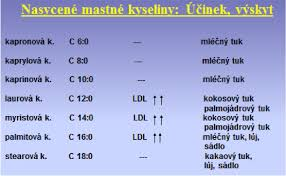 Nasycené mastné kyseliny: Účinek, výskyt
kapronová k. C 6:0 --- mléčný tuk
kaprylová k. C 8:0 --- mléčný tuk
kaprinová k. C 10:0 --- mléčný tuk
laurová k. C 12:0 LDL ↑↑ kokosový tuk
palmojádrový tuk
myristová k. C 14:0 LDL ↑↑ kokosový tuk
palmojádrový tuk
palmitová k. C 16:0 LDL ↑↑ mléčný tuk, lůj,
sádlo
stearová k. C 18:0 --- kakaový tuk,
lůj, sádlo